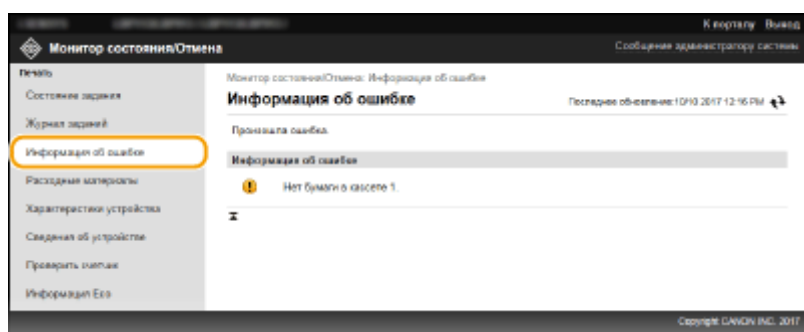 К порталу Выход
Монитор состояния/Отмена
Сообщение администратору системы
Печать
Состояние задания
Журнал заданий
Информация об ошибке
Расходные материалы
Характеристики устройства
Сведения об устройстве
Проверить счетчик
Информация Eco
Монитор состояния/Отмена: Информация об ошибке
Информация об ошибке
Последнее обновление: 10/10 2017 12:16 PM
Произошла ошибка.
Информация об ошибке
Нет бумаги в кассете 1.
Copyright CANON INC. 2017